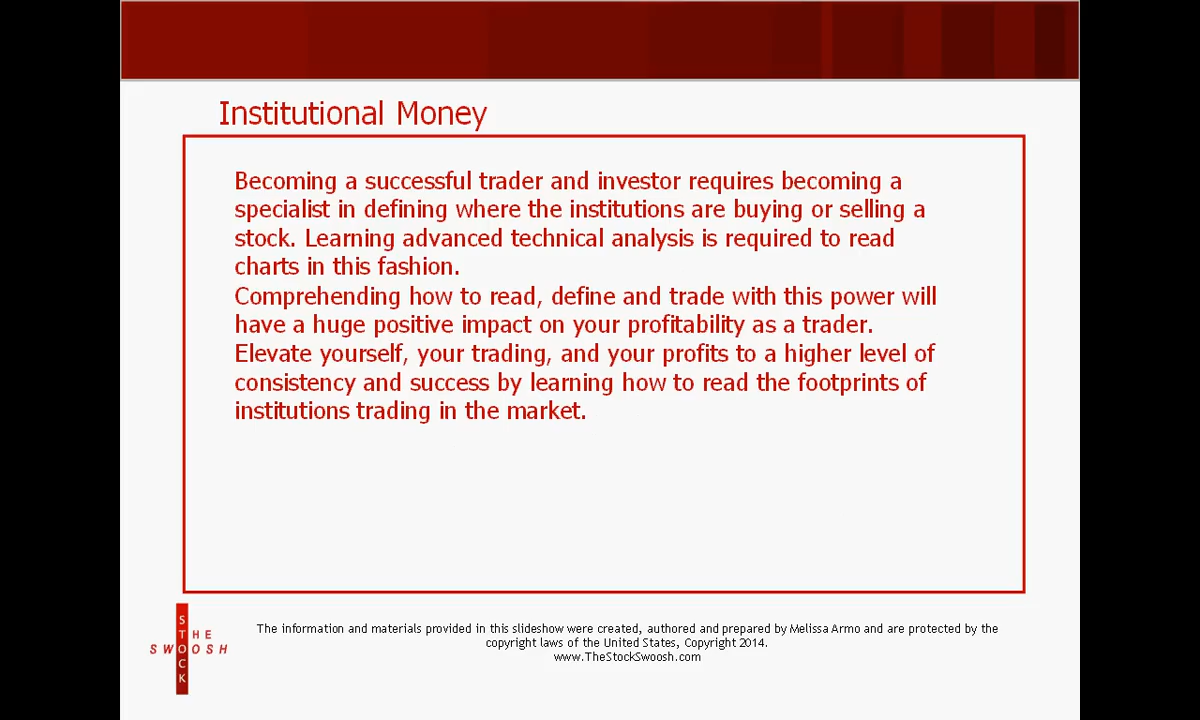 Institutional Money
Becoming a successful trader and investor requires becoming a
specialist in defining where the institutions are buying or selling a
stock. Learning advanced technical analysis is required to read
charts in this fashion.
Comprehending how to read, define and trade with this power will
have a huge positive impact on your profitability as a trader.
Elevate yourself, your trading, and your profits to a higher level of
consistency and success by learning how to read the footprints of
institutions trading in the market.
THE
STOCK
SWOOSH
The information and materials provided in this slideshow were created, authored and prepared by Melissa Armo and are protected by the
copyright laws of the United States, Copyright 2014.
www.TheStockSwoosh.com